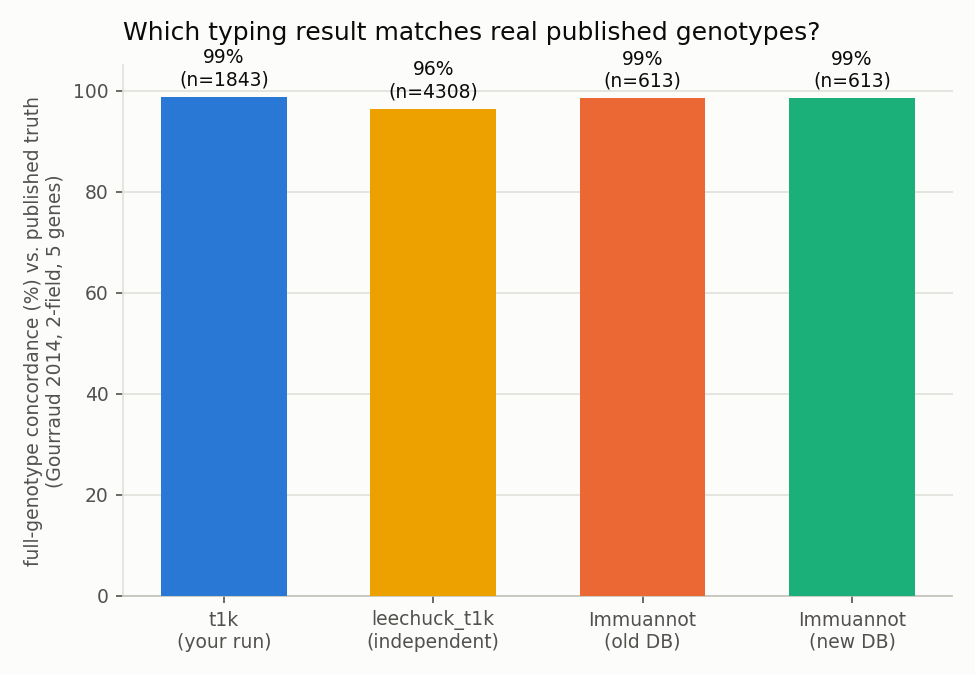 Which typing result matches real published genotypes?
99%
(n=1843)
96%
(n=4308)
99%
(n=613)
99%
(n=613)
full-genotype concordance (%) vs. published truth
(Gourraud 2014, 2-field, 5 genes)
100
80
60
40
20
0
t1k
(your run)
leechuck_t1k
(independent)
Immuannot
(old DB)
Immuannot
(new DB)